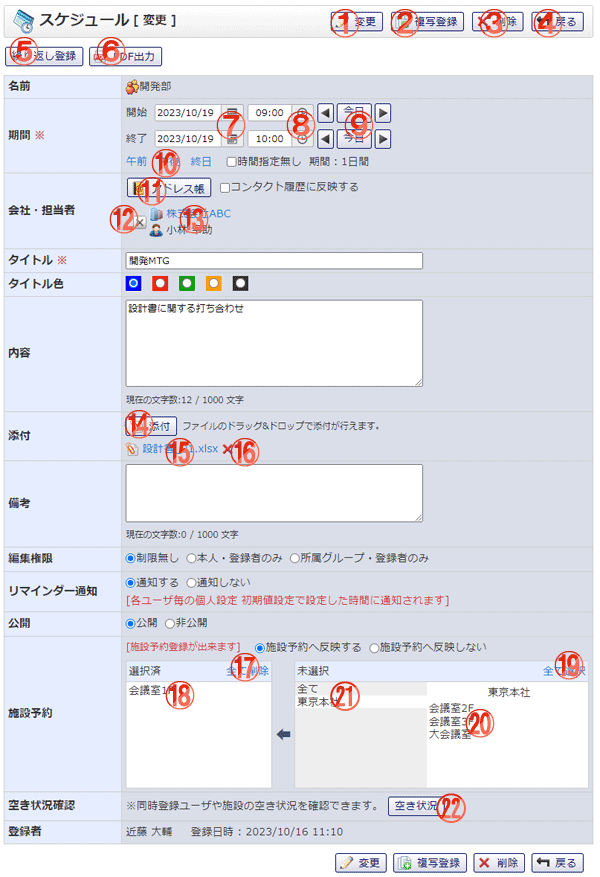 スケジュール [ 変更 ]
① 変更 ② 複写登録 ③ 削除 ④ 戻る
⑤ 返し登録 ⑥ PDF出力
名前 開発部
期間 ※
開始 2023/10/19 ⑦ 09:00 ⑧ ◀ 今日 ⑨ ▶
終了 2023/10/19 10:00 ◀ 今日 ▶
午前 ⑩ 終日 時間指定無し 期間：1日間
会社・担当者
⑪ アドレス帳 コンタクト履歴に反映する
⑫ × 株式会社ABC ⑬
小林
タイトル ※ 開発MTG
タイトル色
内容
設計書に関する打ち合わせ
現在の文字数:12 / 1000 文字
添付
⑭ 添付 ファイルのドラッグ&ドロップで添付が行えます。
設計書 ⑮ .xlsx ⑯
備考
現在の文字数:0 / 1000 文字
編集権限 制限無し 本人・登録者のみ 所属グループ・登録者のみ
リマインダー通知 通知する 通知しない
[各ユーザ毎の個人設定 初期値設定で設定した時間に通知されます]
公開 公開 非公開
施設予約
[施設予約登録が出来ます] 施設予約へ反映する 施設予約へ反映しない
選択済 ⑰ 全て削除
会議室1F ⑱
未選択 全て選択 ⑲
全て
東京本社 ㉑
東京本社
会議室2F
会議室3F ⑳
大会議室
空き状況確認 ※同時登録ユーザや施設の空き状況を確認できます。 空き状況 ㉒
登録者 近藤 大輔 登録日時 : 2023/10/16 11:10
変更 複写登録 削除 戻る